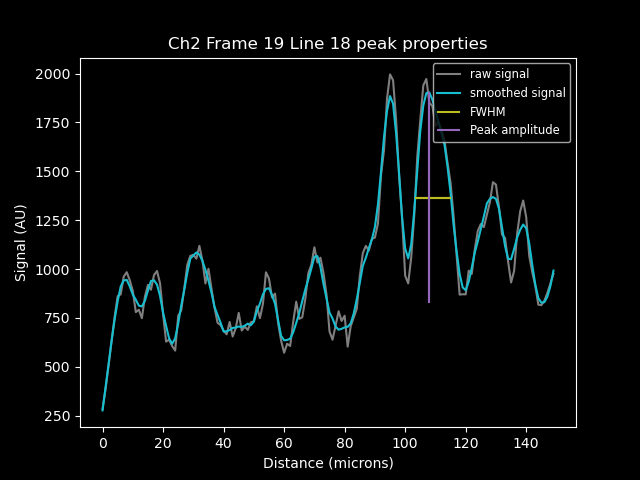 Ch2 Frame 19 Line 18 peak properties
raw signal
smoothed signal
FWHM
Peak amplitude
Signal (AU)
2000
1750
1500
1250
1000
750
500
250
0 20 40 60 80 100 120 140
Distance (microns)